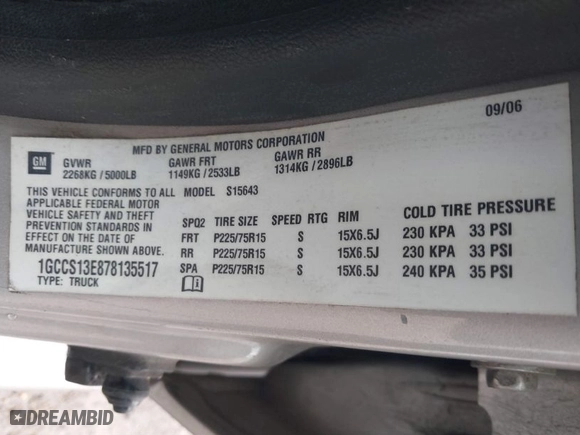 09/06
MFD BY GENERAL MOTORS CORPORATION
GM
GVWR GAWR FRT GAWR RR
2268KG / 5000LB 1149KG / 2533LB 1314KG / 2896LB
THIS VEHICLE CONFORMS TO ALL MODEL S15643
APPLICABLE FEDERAL MOTOR
VEHICLE SAFETY AND THEFT
PREVENTION STANDARDS IN
EFFECT ON THE DATE OF
MANUFACTURE SHOWN ABOVE.
1GCCS13E878135517
TYPE: TRUCK
SPO2 TIRE SIZE SPEED RTG RIM COLD TIRE PRESSURE
FRT P225/75R15 S 15X6.5J 230 KPA 33 PSI
RR P225/75R15 S 15X6.5J 230 KPA 33 PSI
SPA P225/75R15 S 15X6.5J 240 KPA 35 PSI
DREAMBID